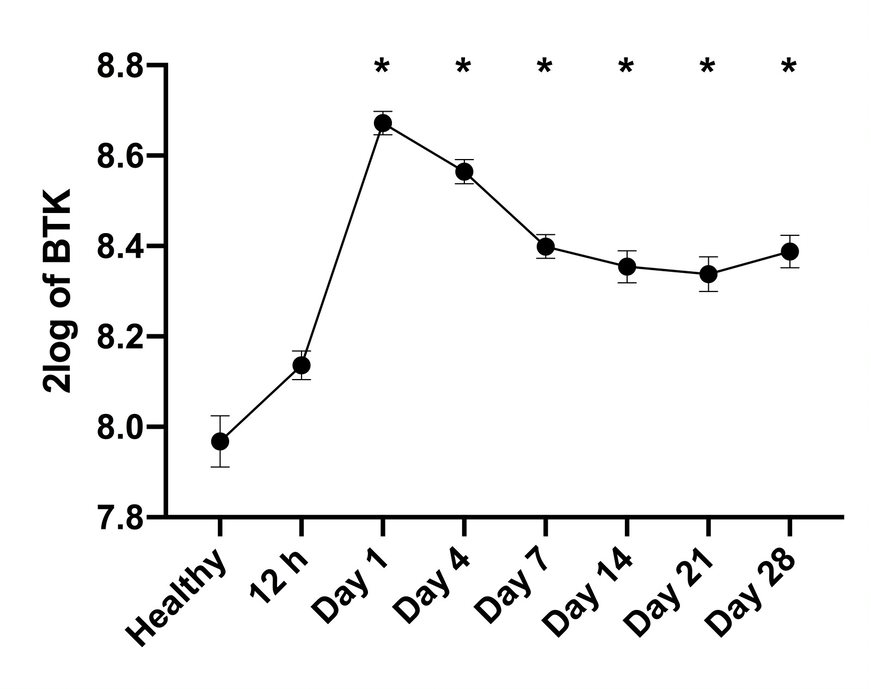 2log of BTK
8.8
8.6
8.4
8.2
8.0
7.8
* * * * * *
Healthy
12 h
Day 1
Day 4
Day 7
Day 14
Day 21
Day 28